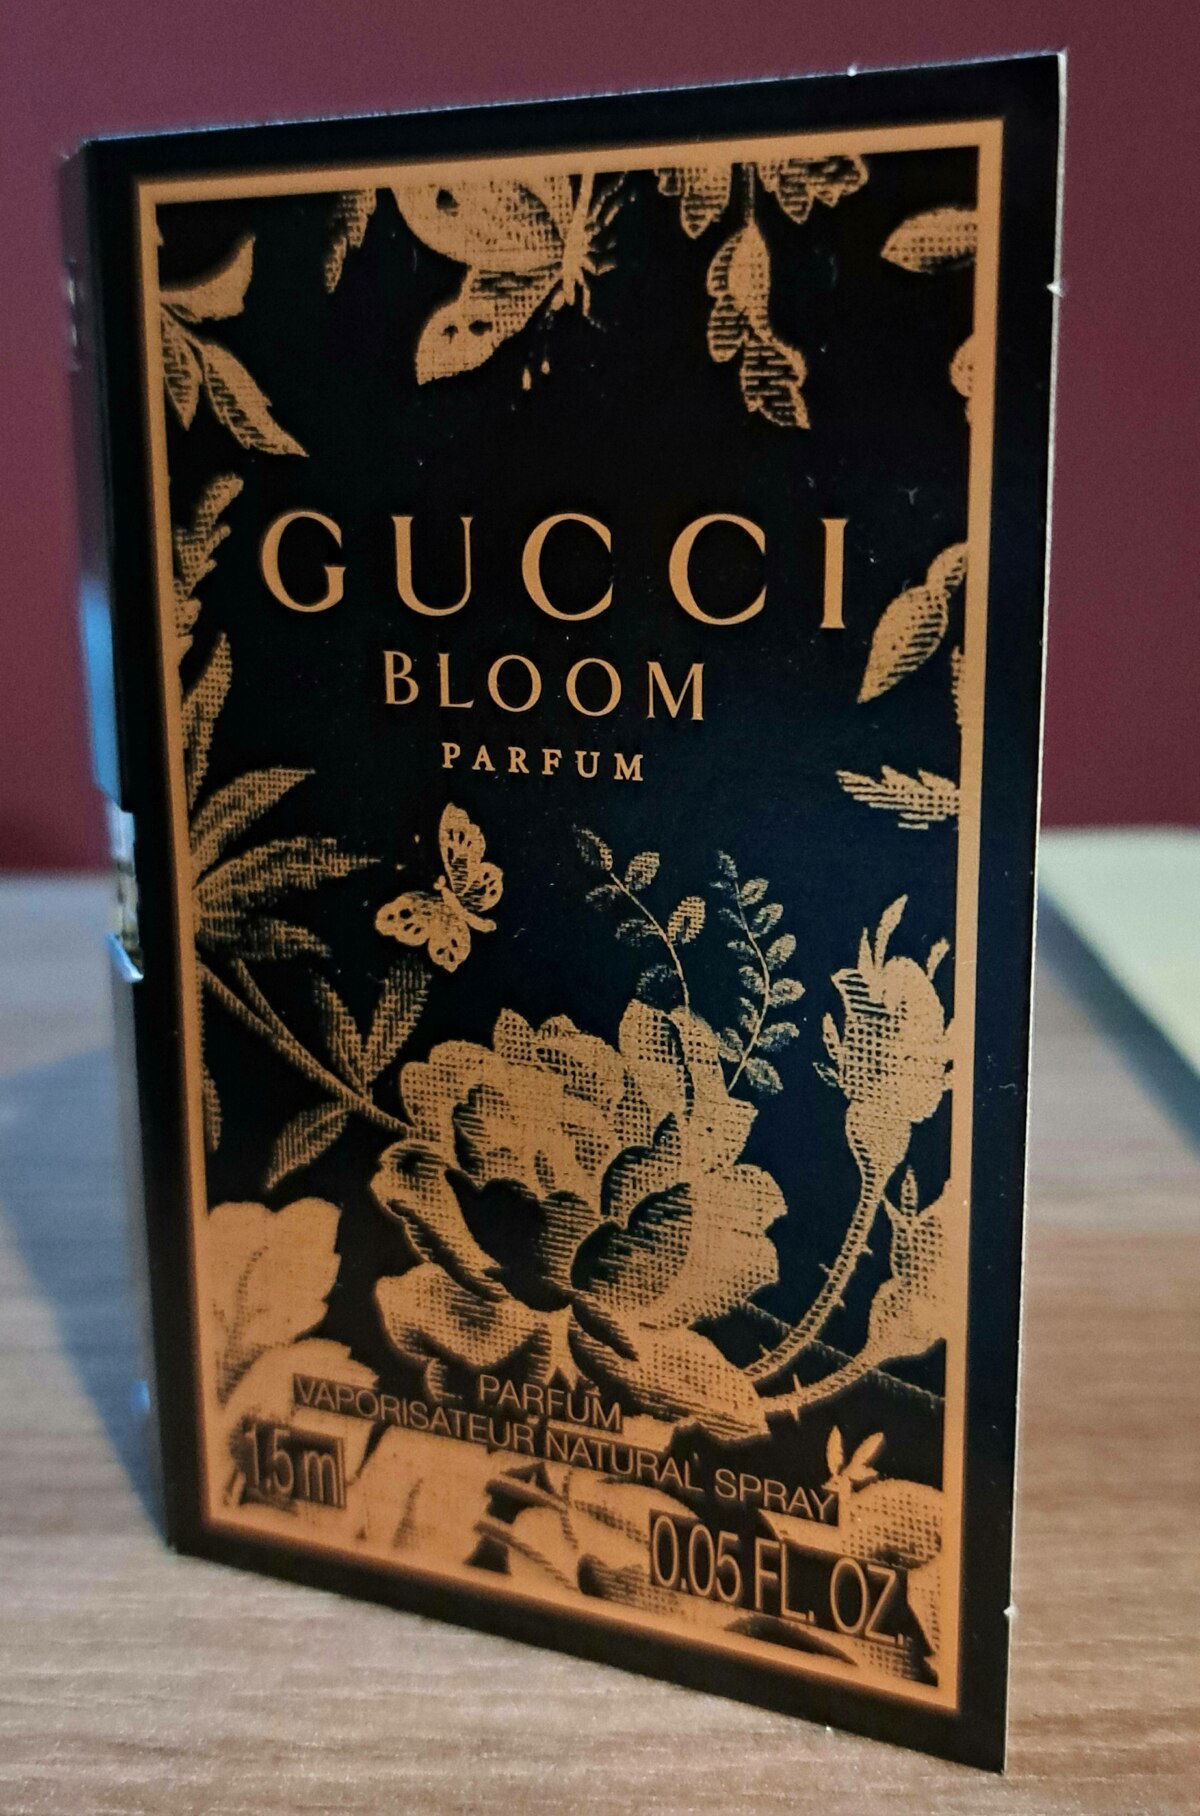 GUCCI
BLOOM
PARFUM
PARFUM
VAPORISATEUR NATURAL SPRAY
1.5 ml
0.05 FL. OZ.